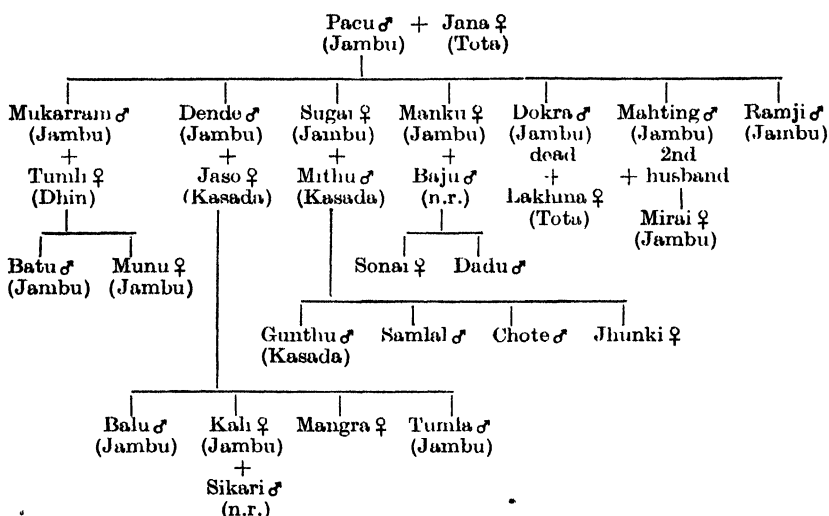 Pacu ♂ + Jana ♀
(Jambu) (Tota)
Mukarram ♂ Dende ♂ Sugai ♀ Manku ♀ Dokra ♂ Mahting ♂ Ramji ♂
(Jambu) (Jambu) (Jambu) (Jambu) (Jambu) (Jambu) (Jambu)
dead 2nd
+ + + + + + husband
Tumli ♀ Jaso ♀ Mithu ♂ Baju ♂ Lakhna ♀ Mirai ♀
(Dhin) (Kasada) (Kasada) (n.r.) (Tota) (Jambu)
Batu ♂ Munu ♀ Sonai ♀ Dadu ♂
(Jambu) (Jambu)
Gunthu ♂ Samlal ♂ Chote ♂ Jhunki ♀
(Kasada)
Balu ♂ Kali ♀ Mangra ♀ Tumla ♂
(Jambu) (Jambu) (Jambu)
+
Sikari ♂
(n.r.)